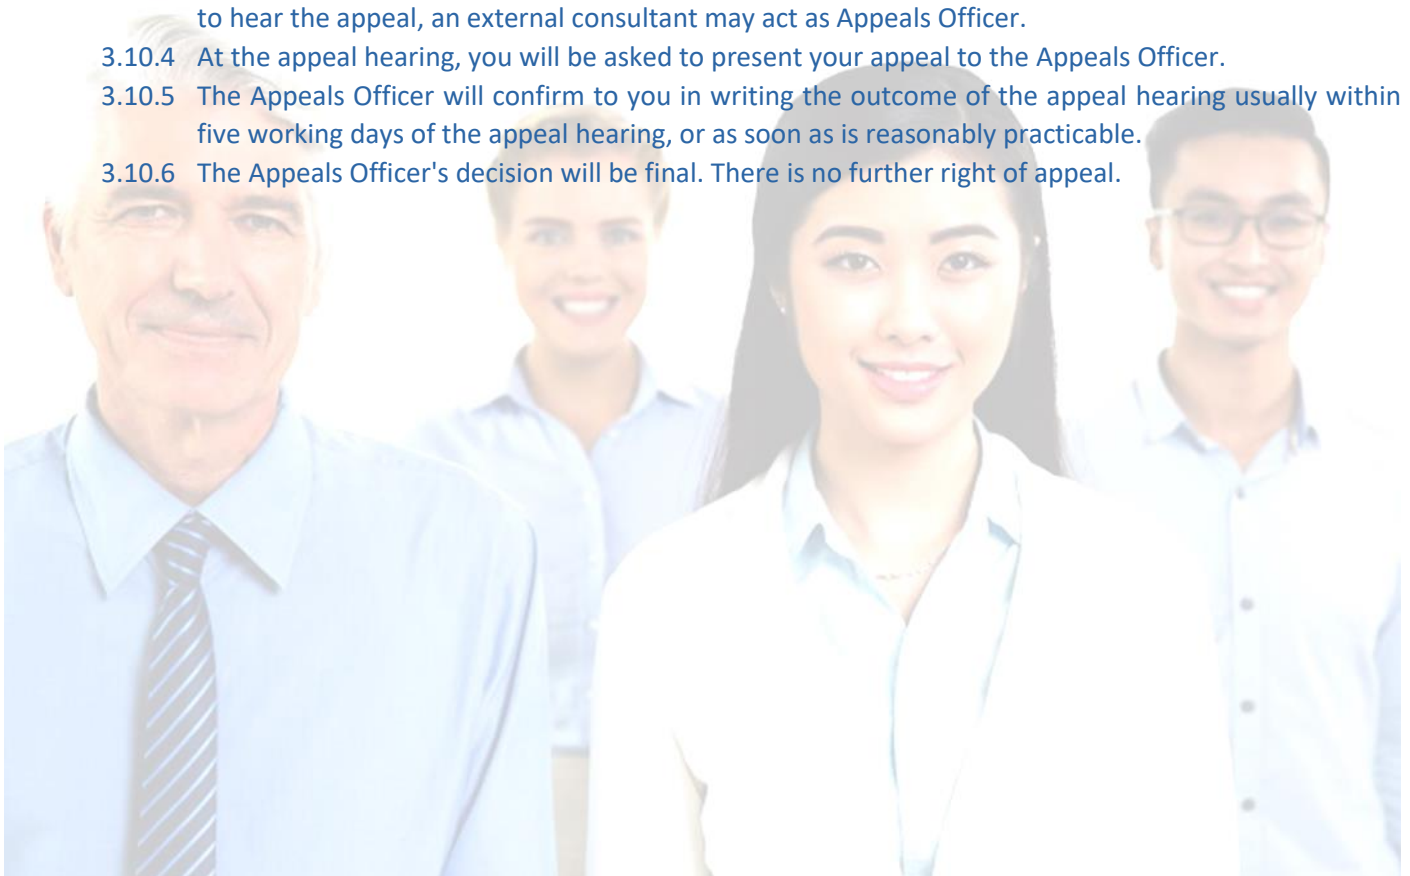 to hear the appeal, an external consultant may act as Appeals Officer.
3.10.4 At the appeal hearing, you will be asked to present your appeal to the Appeals Officer.
3.10.5 The Appeals Officer will confirm to you in writing the outcome of the appeal hearing usually within
five working days of the appeal hearing, or as soon as is reasonably practicable.
3.10.6 The Appeals Officer's decision will be final. There is no further right of appeal.